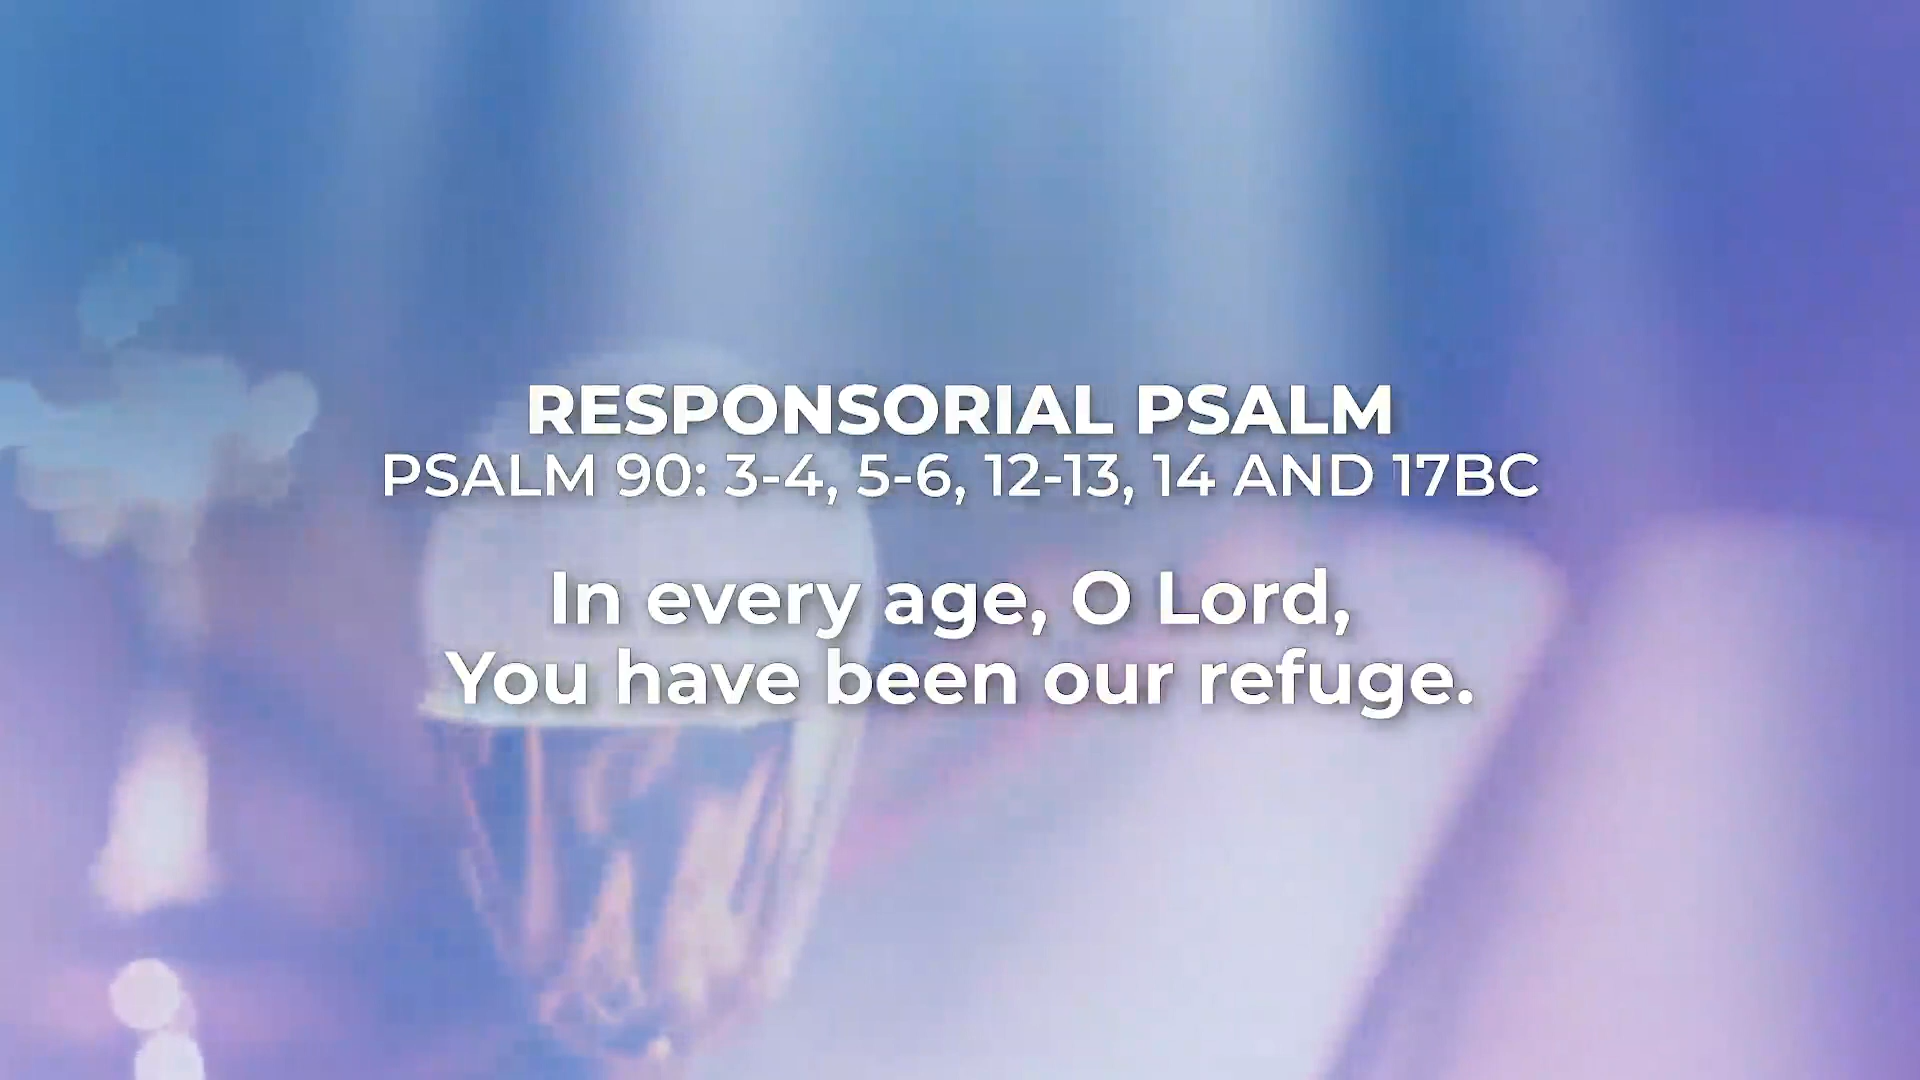 RESPONSORIAL PSALM
PSALM 90: 3-4, 5-6, 12-13, 14 AND 17BC
In every age, O Lord,
You have been our refuge.